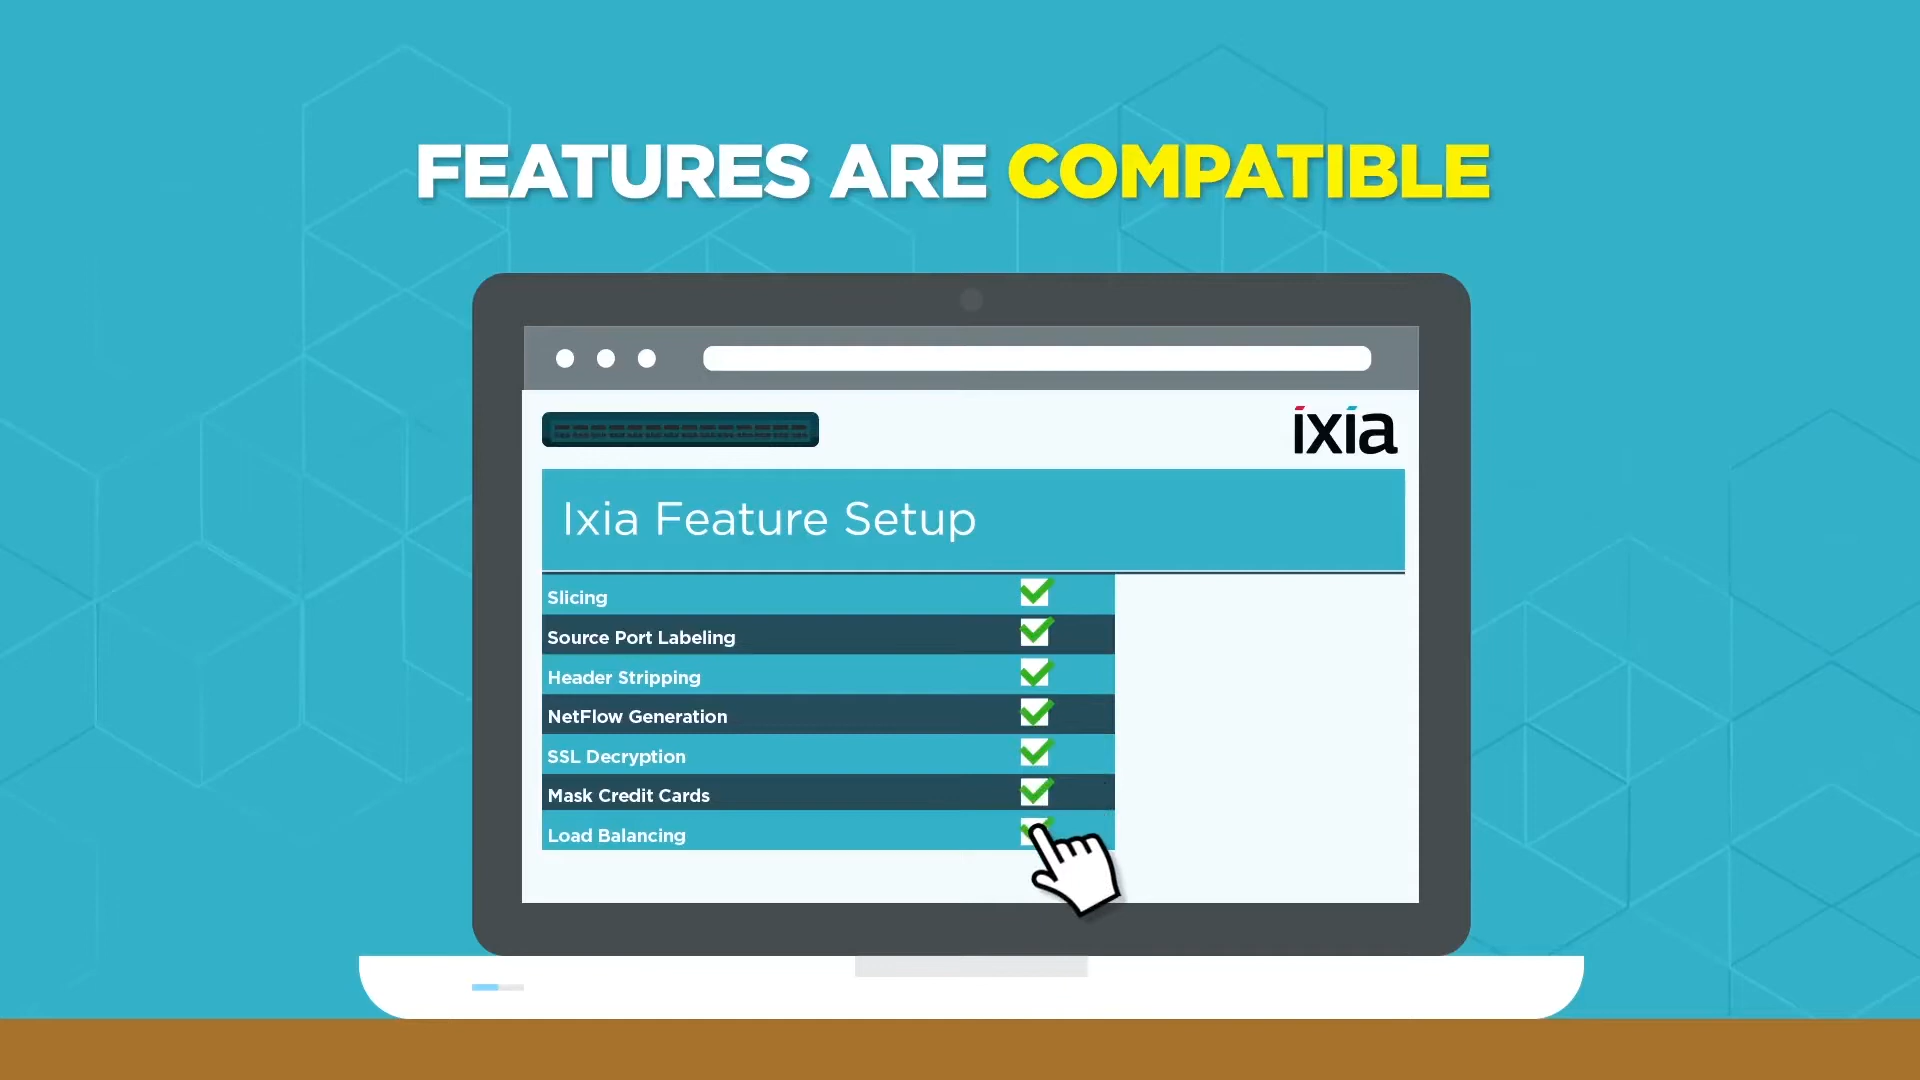 FEATURES ARE COMPATIBLE
ixia
Ixia Feature Setup
Slicing
Source Port Labeling
Header Stripping
NetFlow Generation
SSL Decryption
Mask Credit Cards
Load Balancing